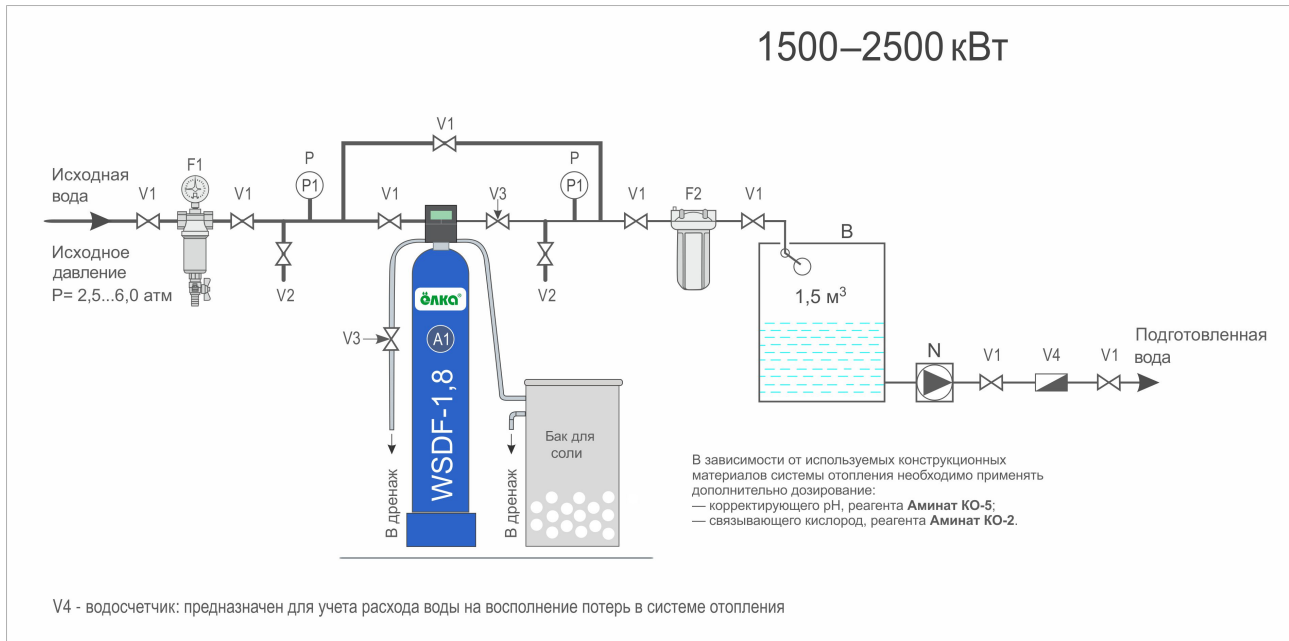 1500–2500 кВт
V1
Исходная
вода
F1
V1
V1
P
P1
V1
V3
P
P1
V1
F2
V1
Исходное
давление
P= 2,5...6,0 атм
V2
V2
B
1,5 м³
ёлка®
V3
A1
WSDF-1,8
Бак для
соли
В дренаж
В дренаж
N
V1
V4
V1
Подготовленная
вода
В зависимости от используемых конструкционных
материалов системы отопления необходимо применять
дополнительно дозирование:
— корректирующего pH, реагента Аминат КО-5;
— связывающего кислород, реагента Аминат КО-2.
V4 - водосчетчик: предназначен для учета расхода воды на восполнение потерь в системе отопления